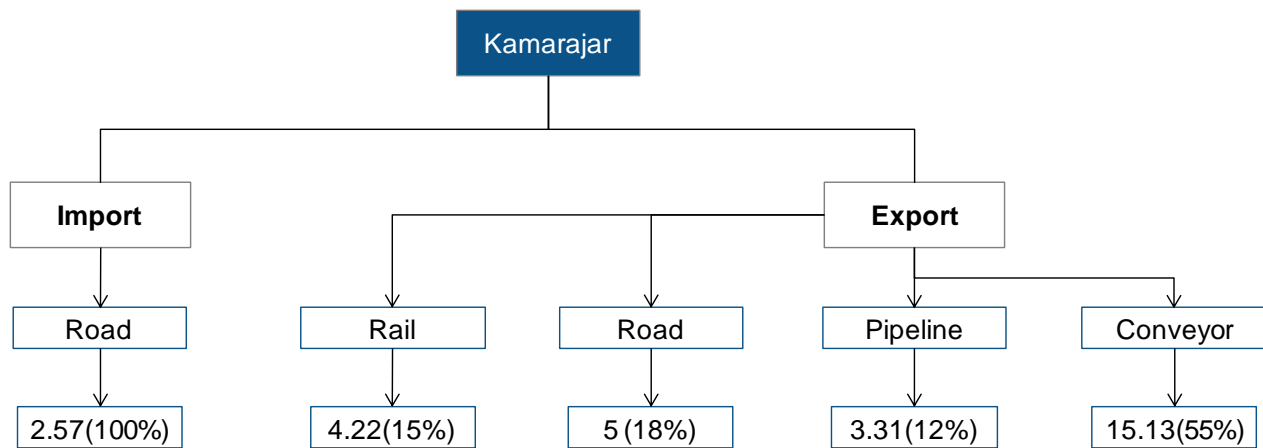 Kamarajar
Import
Export
Road
Rail
Road
Pipeline
Conveyor
2.57(100%)
4.22(15%)
5(18%)
3.31(12%)
15.13(55%)